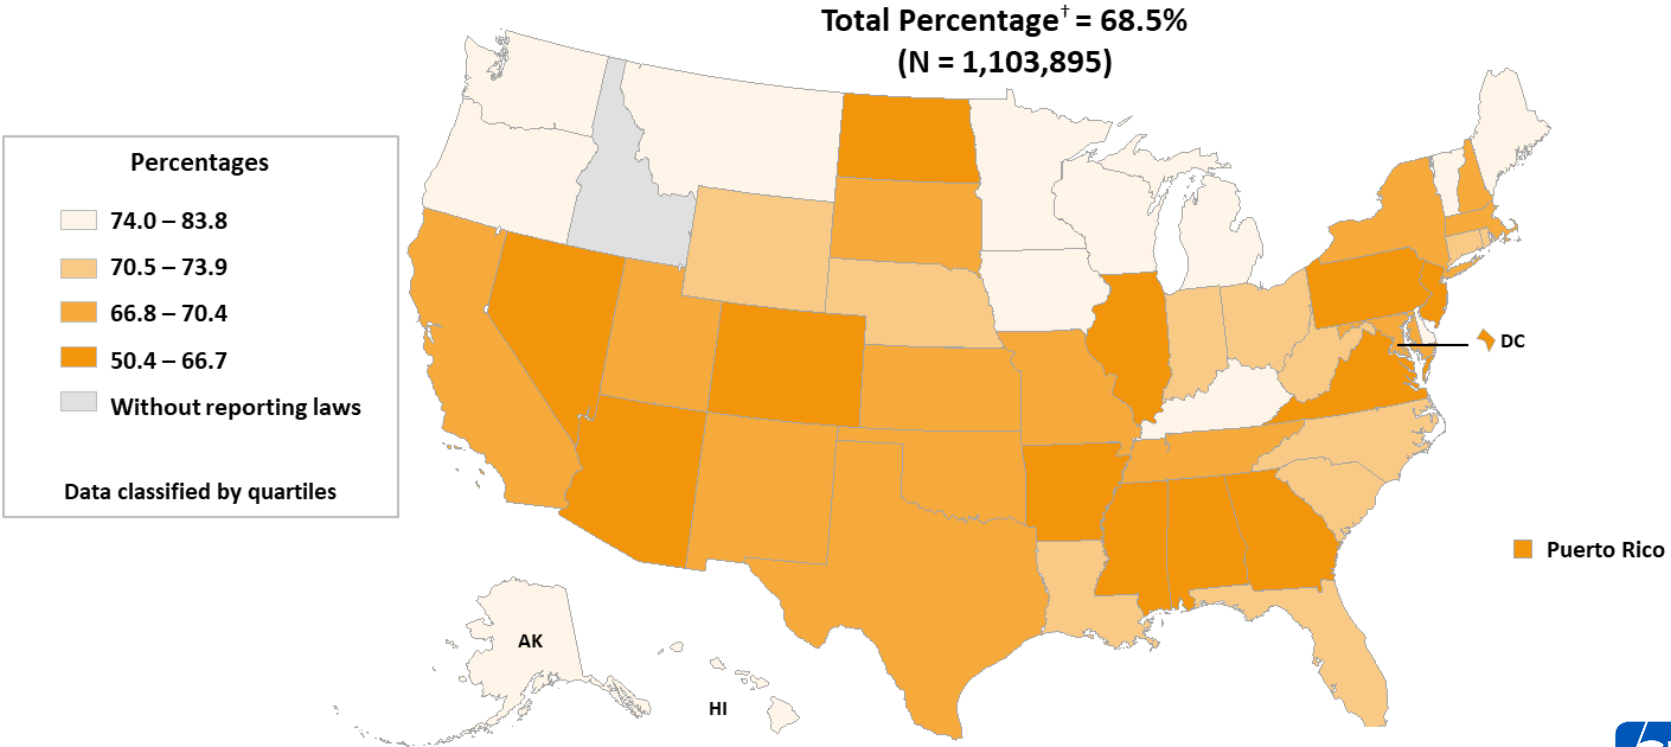 Total Percentage† = 68.5%
(N = 1,103,895)
Percentages
74.0 – 83.8
70.5 – 73.9
66.8 – 70.4
50.4 – 66.7
Without reporting laws
Data classified by quartiles
DC
Puerto Rico
AK
HI